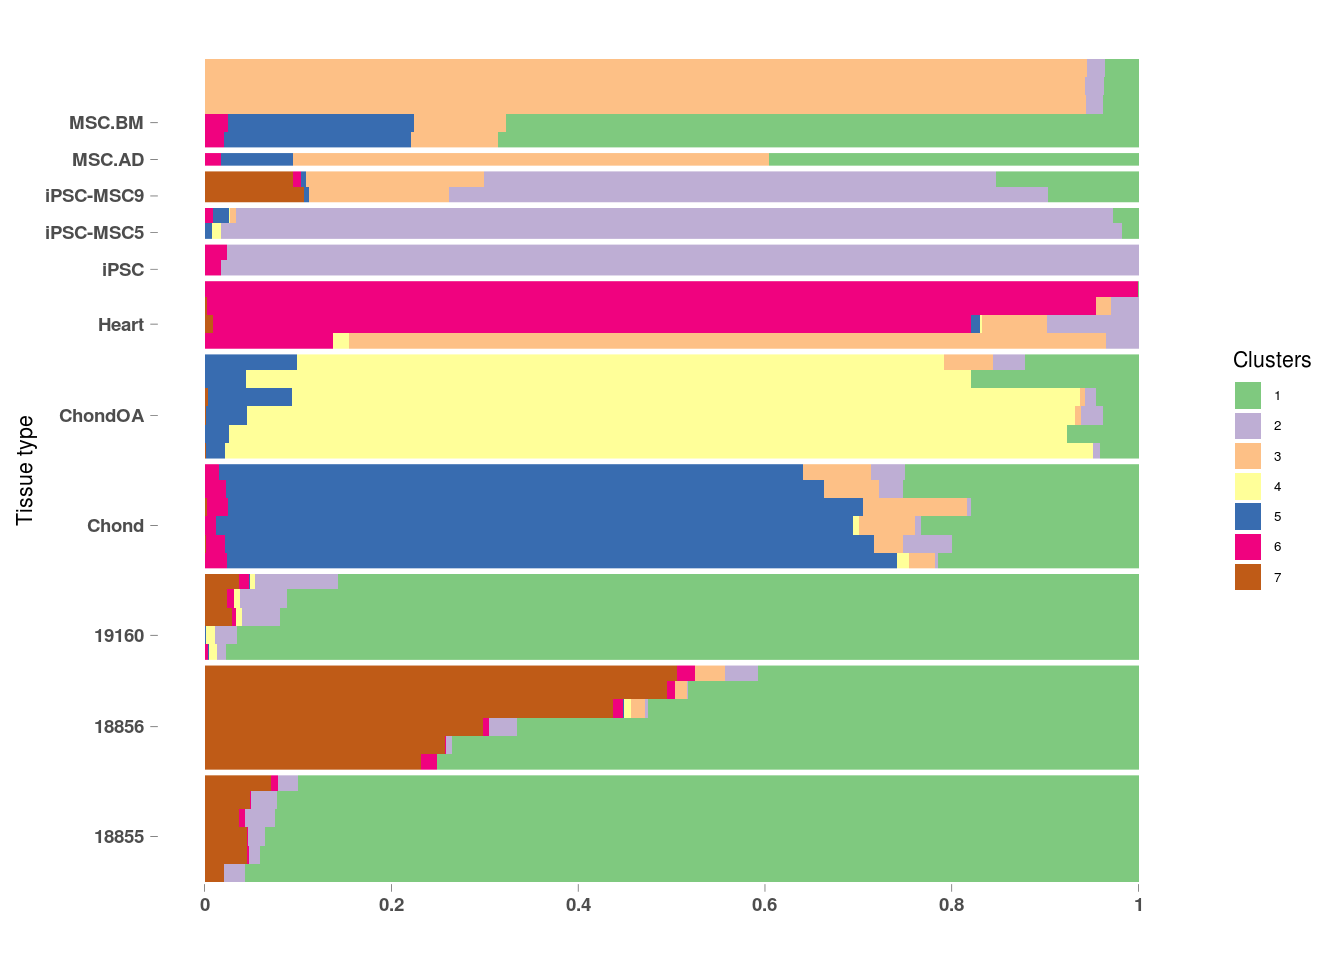 MSC.BM
MSC.AD
iPSC-MSC9
iPSC-MSC5
iPSC
Heart
ChondOA
Chond
19160
18856
18855
Tissue type
0 0.2 0.4 0.6 0.8 1
Clusters
1
2
3
4
5
6
7